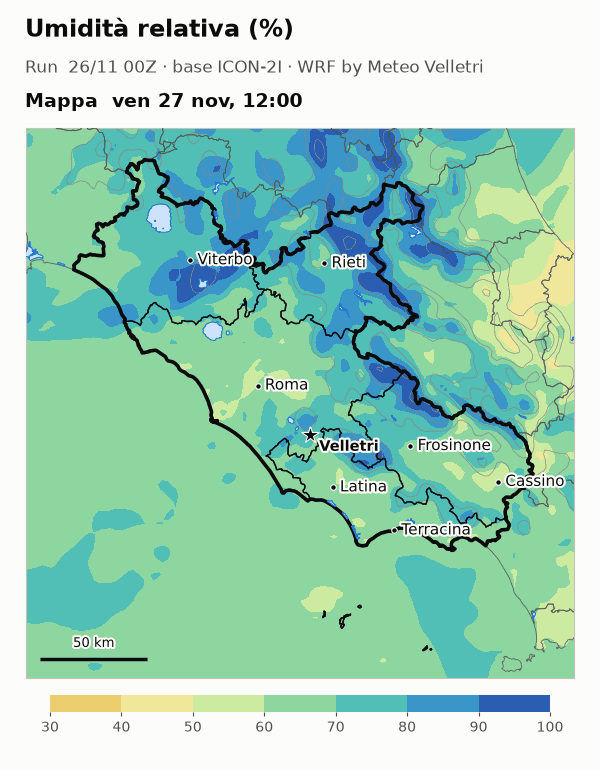 Umidità relativa (%)
Run  26/11 00Z · base ICON-2I · WRF by Meteo Velletri
Mappa  ven 27 nov, 12:00
Viterbo
Rieti
Roma
Velletri
Frosinone
Latina
Cassino
Terracina
50 km
30 40 50 60 70 80 90 100